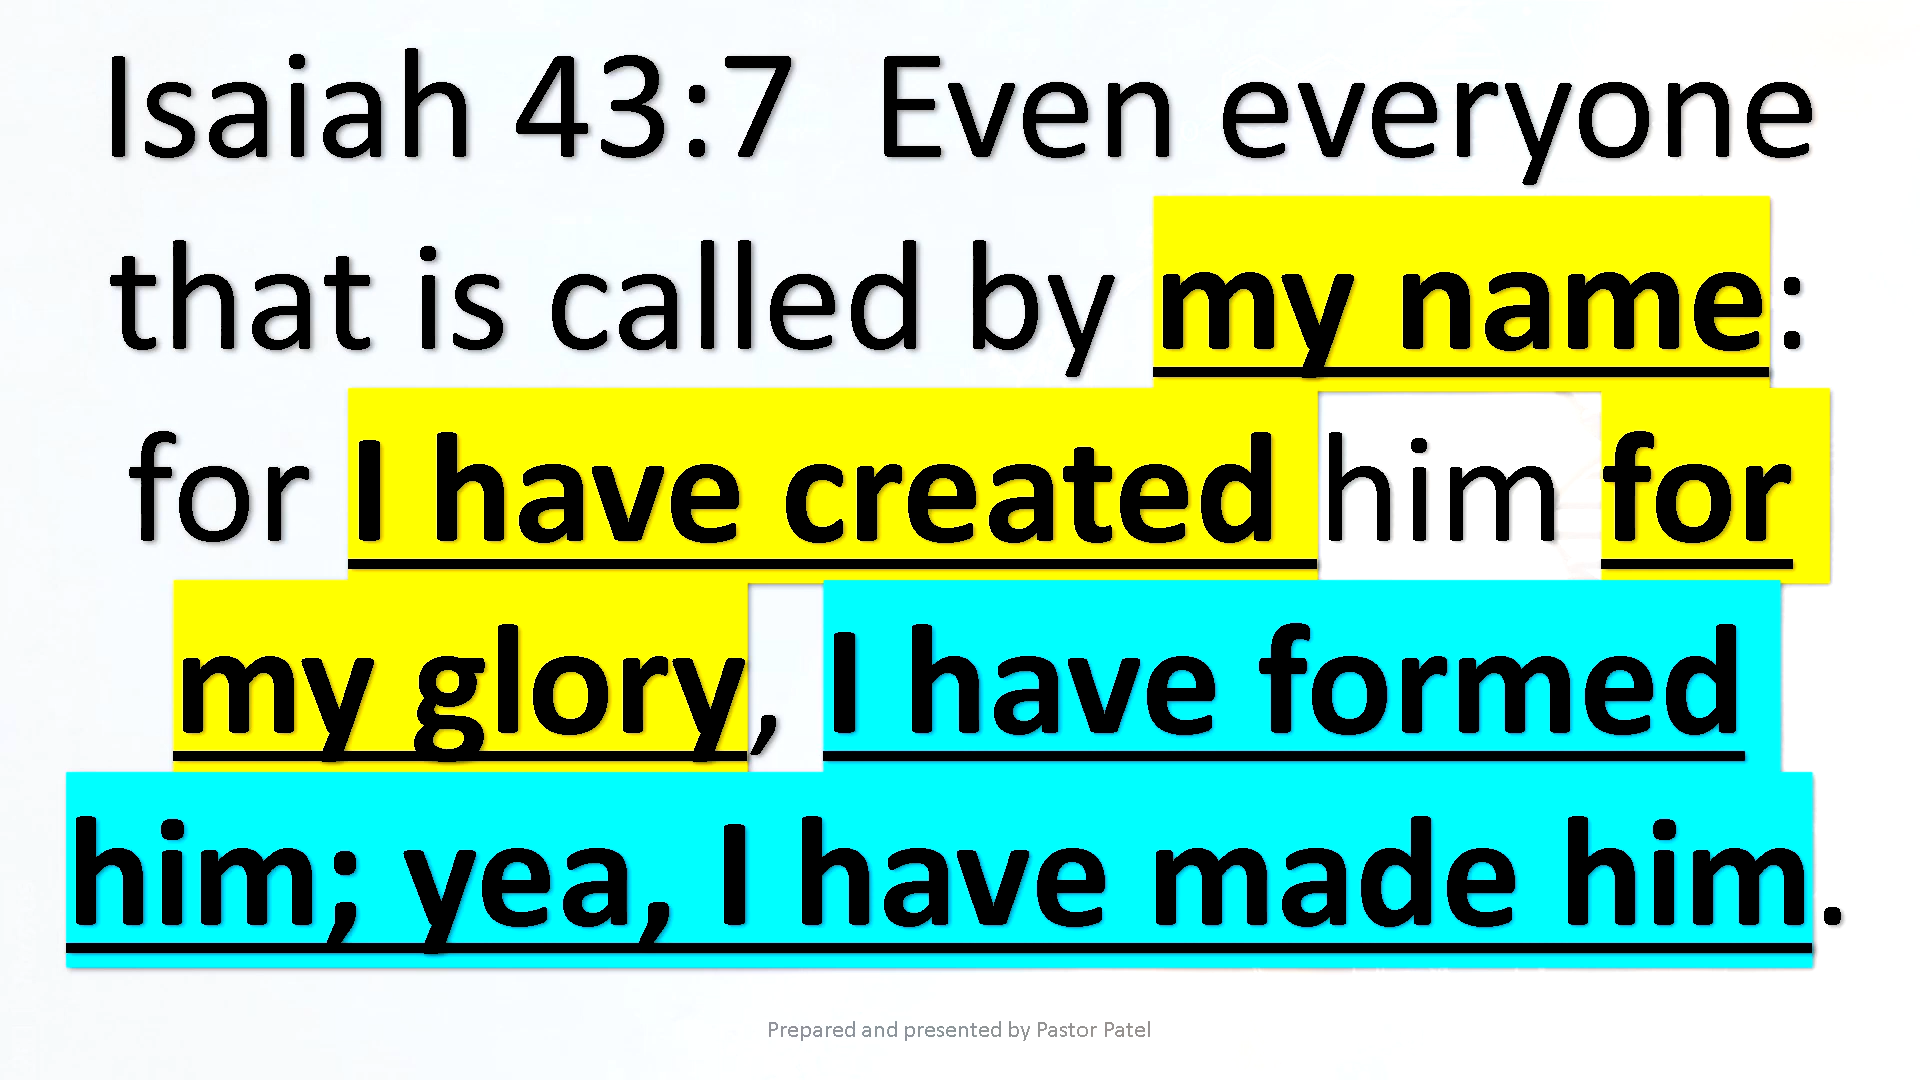 Isaiah 43:7  Even everyone
that is called by my name:
for I have created him for
my glory, I have formed
him; yea, I have made him.
Prepared and presented by Pastor Patel